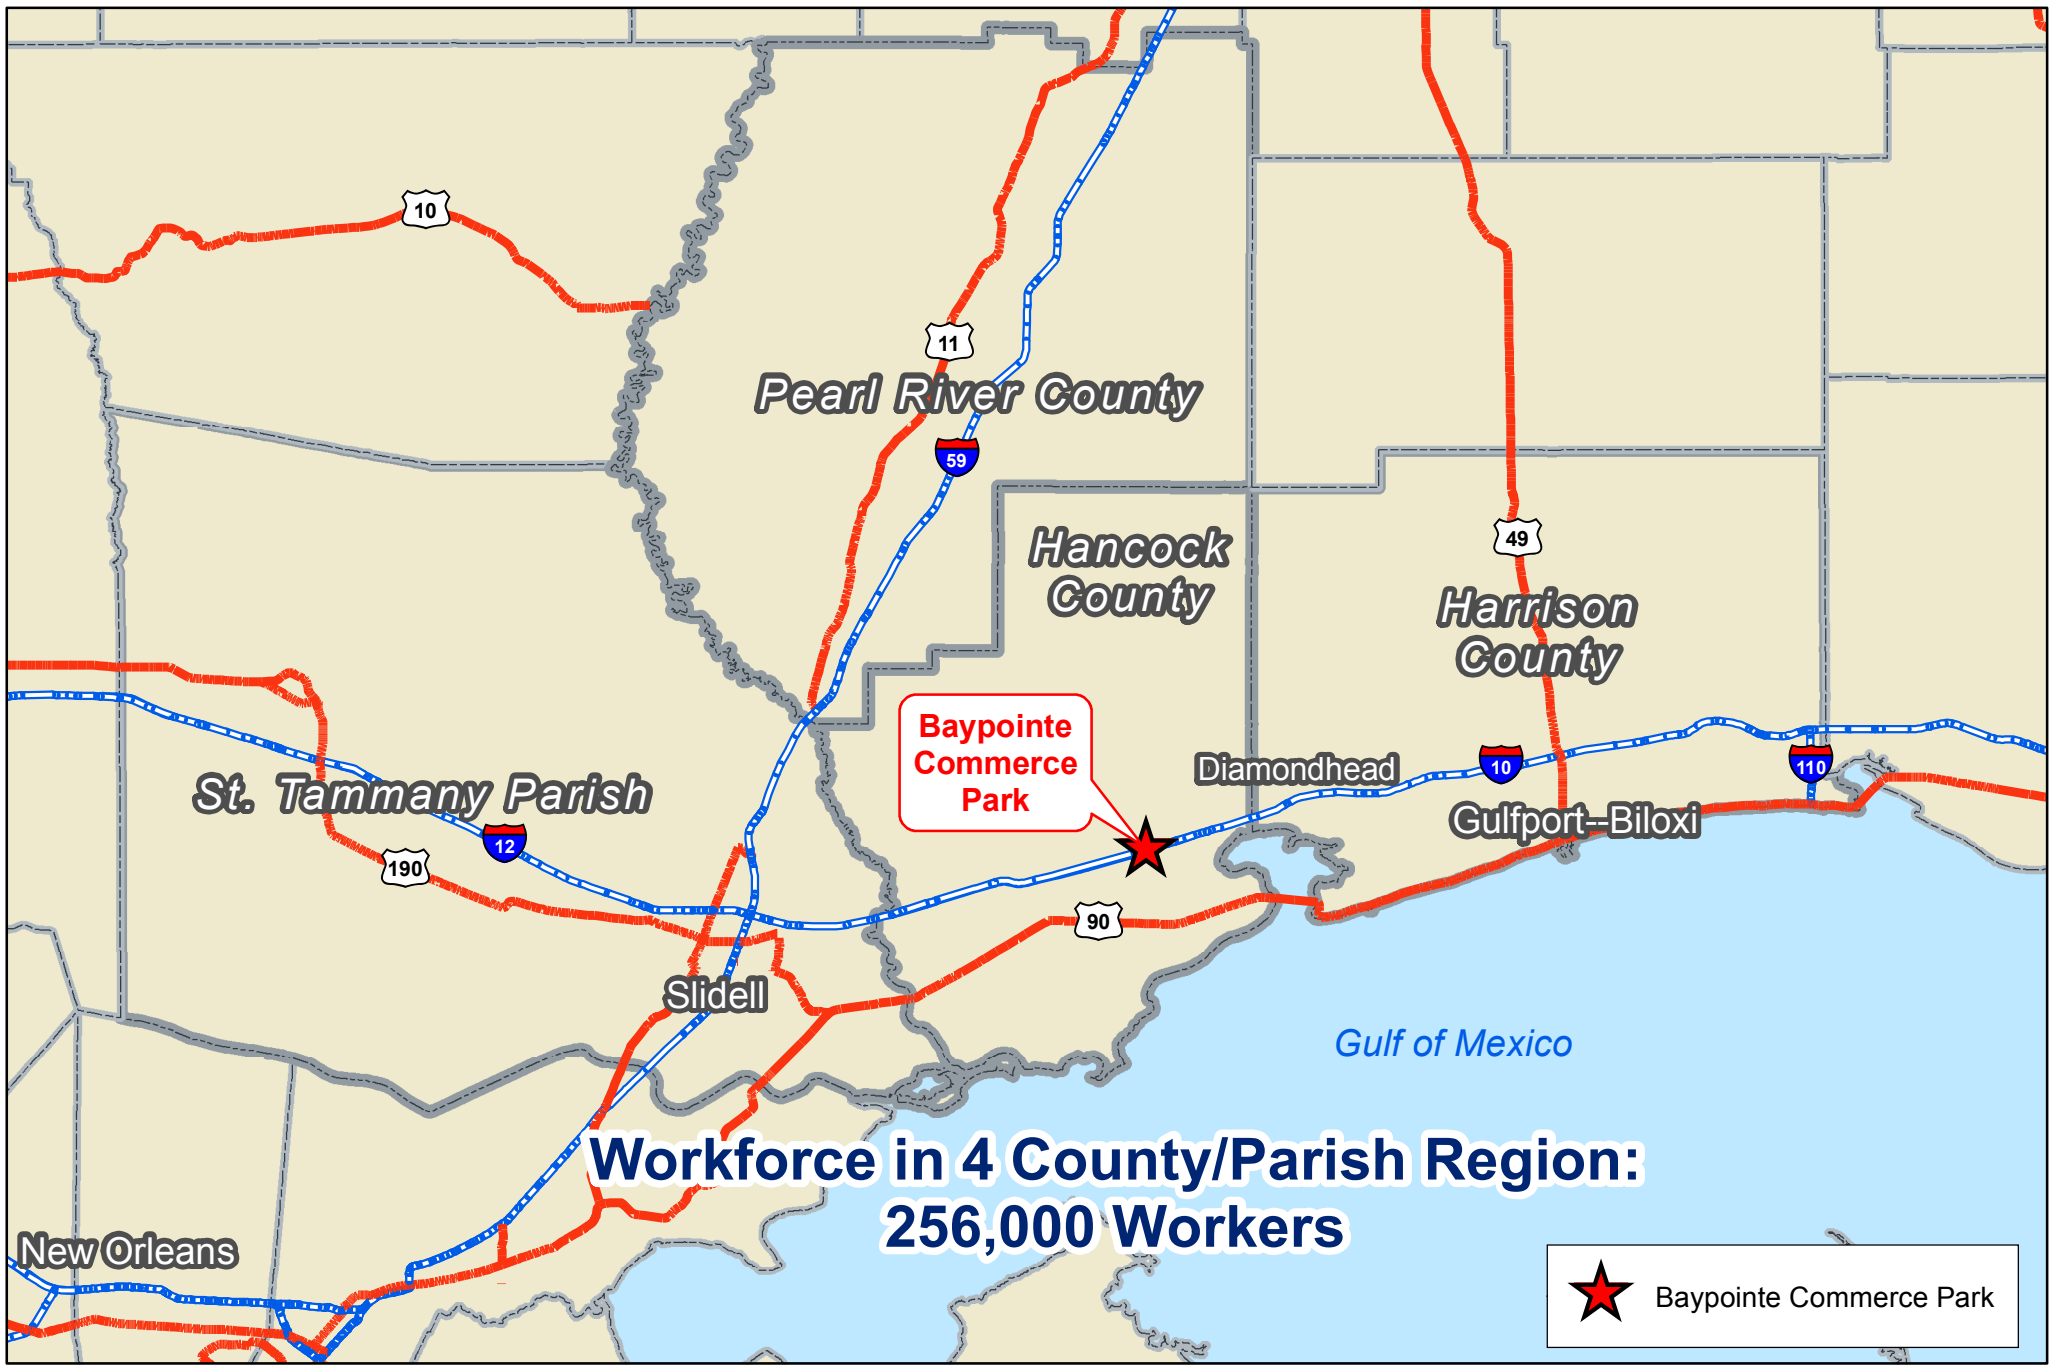 10
11
Pearl River County
59
Hancock
County
49
Harrison
County
Baypointe
Commerce
Park
Diamondhead
10
110
St. Tammany Parish
Gulfport--Biloxi
12
190
90
Slidell
Gulf of Mexico
Workforce in 4 County/Parish Region:
256,000 Workers
New Orleans
Baypointe Commerce Park